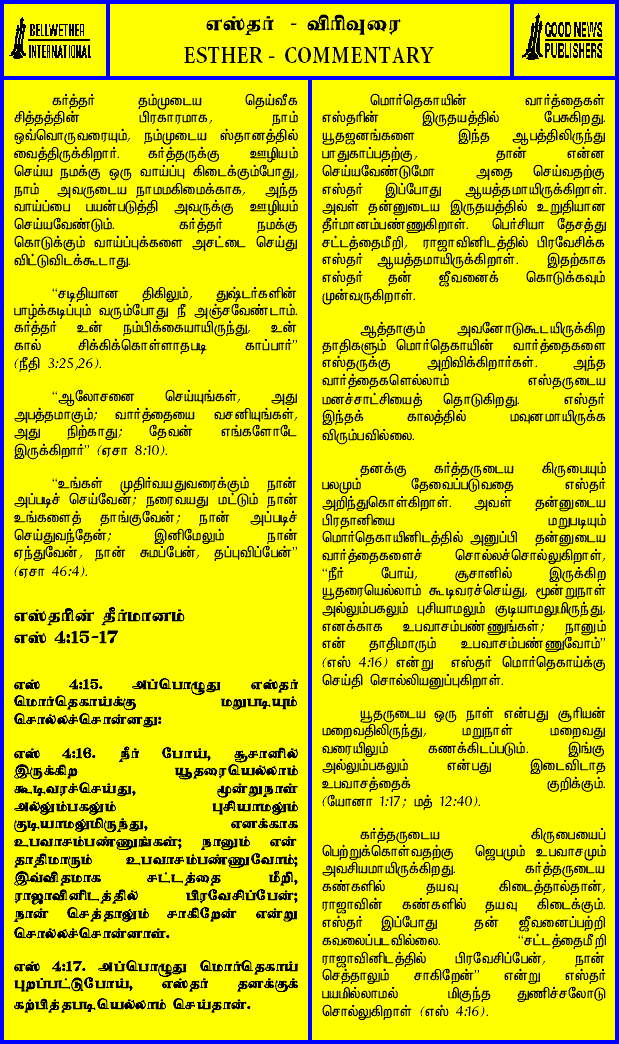 BELLWETHER
INTERNATIONAL
எஸ்தர் - விரிவுரை
ESTHER - COMMENTARY
GOOD NEWS
PUBLISHERS
கர்த்தர் தம்முடைய தெய்வீக
சித்தத்தின் பிரகாரமாக, நாம்
ஒவ்வொருவரையும், நம்முடைய ஸ்தானத்தில்
வைத்திருக்கிறார். கர்த்தருக்கு ஊழியம்
செய்ய நமக்கு ஒரு வாய்ப்பு கிடைக்கும்போது,
நாம் அவருடைய நாமமகிமைக்காக, அந்த
வாய்ப்பை பயன்படுத்தி அவருக்கு ஊழியம்
செய்யவேண்டும். கர்த்தர் நமக்கு
கொடுக்கும் வாய்ப்புக்களை அசட்டை செய்து
விட்டுவிடக்கூடாது.
“சடிதியான திகிலும், துஷ்டர்களின்
பாழ்க்கடிப்பும் வரும்போது நீ அஞ்சவேண்டாம்.
கர்த்தர் உன் நம்பிக்கையாயிருந்து, உன்
கால் சிக்கிக்கொள்ளாதபடி காப்பார்”
(நீதி 3:25,26).
“ஆலோசனை செய்யுங்கள், அது
அபத்தமாகும்; வார்த்தையை வசனியுங்கள்,
அது நிற்காது; தேவன் எங்களோடே
இருக்கிறார்” (ஏசா 8:10).
“உங்கள் முதிர்வயதுவரைக்கும் நான்
அப்படிச் செய்வேன்; நரைவயது மட்டும் நான்
உங்களைத் தாங்குவேன்; நான் அப்படிச்
செய்துவந்தேன்; இனிமேலும் நான்
ஏந்துவேன், நான் சுமப்பேன், தப்புவிப்பேன்”
(ஏசா 46:4).
எஸ்தரின் தீர்மானம்
எஸ் 4:15-17
எஸ் 4:15. அப்பொழுது எஸ்தர்
மொர்தெகாய்க்கு மறுபடியும்
சொல்லச்சொன்னது:
எஸ் 4:16. நீர் போய், சூசானில்
இருக்கிற யூதரையெல்லாம்
கூடிவரச்செய்து, மூன்றுநாள்
அல்லும்பகலும் புசியாமலும்
குடியாமலுமிருந்து, எனக்காக
உபவாசம்பண்ணுங்கள்; நானும் என்
தாதிமாரும் உபவாசம்பண்ணுவோம்;
இவ்விதமாக சட்டத்தை மீறி,
ராஜாவினிடத்தில் பிரவேசிப்பேன்;
நான் செத்தாலும் சாகிறேன் என்று
சொல்லச்சொன்னாள்.
எஸ் 4:17. அப்பொழுது மொர்தெகாய்
புறப்பட்டுபோய், எஸ்தர் தனக்குக்
கற்பித்தபடியெல்லாம் செய்தான்.
மொர்தெகாயின் வார்த்தைகள்
எஸ்தரின் இருதயத்தில் பேசுகிறது.
யூதஜனங்களை இந்த ஆபத்திலிருந்து
பாதுகாப்பதற்கு, தான் என்ன
செய்யவேண்டுமோ அதை செய்வதற்கு
எஸ்தர் இப்போது ஆயத்தமாயிருக்கிறாள்.
அவள் தன்னுடைய இருதயத்தில் உறுதியான
தீர்மானம்பண்ணுகிறாள். பெர்சியா தேசத்து
சட்டத்தைமீறி, ராஜாவினிடத்தில் பிரவேசிக்க
எஸ்தர் ஆயத்தமாயிருக்கிறாள். இதற்காக
எஸ்தர் தன் ஜீவனைக் கொடுக்கவும்
முன்வருகிறாள்.
ஆத்தாகும் அவனோடுகூடயிருக்கிற
தாதிகளும் மொர்தெகாயின் வார்த்தைகளை
எஸ்தருக்கு அறிவிக்கிறார்கள். அந்த
வார்த்தைகளெல்லாம் எஸ்தருடைய
மனச்சாட்சியைத் தொடுகிறது. எஸ்தர்
இந்தக் காலத்தில் மவுனமாயிருக்க
விரும்பவில்லை.
தனக்கு கர்த்தருடைய கிருபையும்
பலமும் தேவைப்படுவதை எஸ்தர்
அறிந்துகொள்கிறாள். அவள் தன்னுடைய
பிரதானியை மறுபடியும்
மொர்தெகாயினிடத்தில் அனுப்பி தன்னுடைய
வார்த்தைகளைச் சொல்லச்சொல்லுகிறாள்,
“நீர் போய், சூசானில் இருக்கிற
யூதரையெல்லாம் கூடிவரச்செய்து, மூன்றுநாள்
அல்லும்பகலும் புசியாமலும் குடியாமலுமிருந்து,
எனக்காக உபவாசம்பண்ணுங்கள்; நானும்
என் தாதிமாரும் உபவாசம்பண்ணுவோம்”
(எஸ் 4:16) என்று எஸ்தர் மொர்தெகாய்க்கு
செய்தி சொல்லியனுப்புகிறாள்.
யூதருடைய ஒரு நாள் என்பது சூரியன்
மறைவதிலிருந்து, மறுநாள் மறைவது
வரையிலும் கணக்கிடப்படும். இங்கு
அல்லும்பகலும் என்பது இடைவிடாத
உபவாசத்தைக் குறிக்கும்.
(யோனா 1:17; மத் 12:40).
கர்த்தருடைய கிருபையைப்
பெற்றுக்கொள்வதற்கு ஜெபமும் உபவாசமும்
அவசியமாயிருக்கிறது. கர்த்தருடைய
கண்களில் தயவு கிடைத்தால்தான்,
ராஜாவின் கண்களில் தயவு கிடைக்கும்.
எஸ்தர் இப்போது தன் ஜீவனைப்பற்றி
கவலைப்படவில்லை. “சட்டத்தைமீறி
ராஜாவினிடத்தில் பிரவேசிப்பேன், நான்
செத்தாலும் சாகிறேன்” என்று எஸ்தர்
பயமில்லாமல் மிகுந்த துணிச்சலோடு
சொல்லுகிறாள் (எஸ் 4:16).